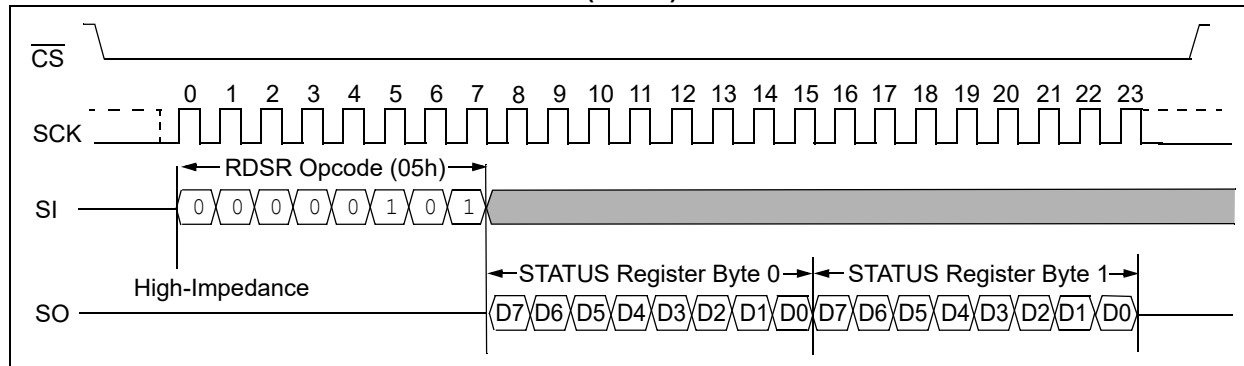 CS
0 1 2 3 4 5 6 7 8 9 10 11 12 13 14 15 16 17 18 19 20 21 22 23
SCK
RDSR Opcode (05h)
SI 0 0 0 0 0 1 0 1
STATUS Register Byte 0 STATUS Register Byte 1
High-Impedance
SO D7 D6 D5 D4 D3 D2 D1 D0 D7 D6 D5 D4 D3 D2 D1 D0